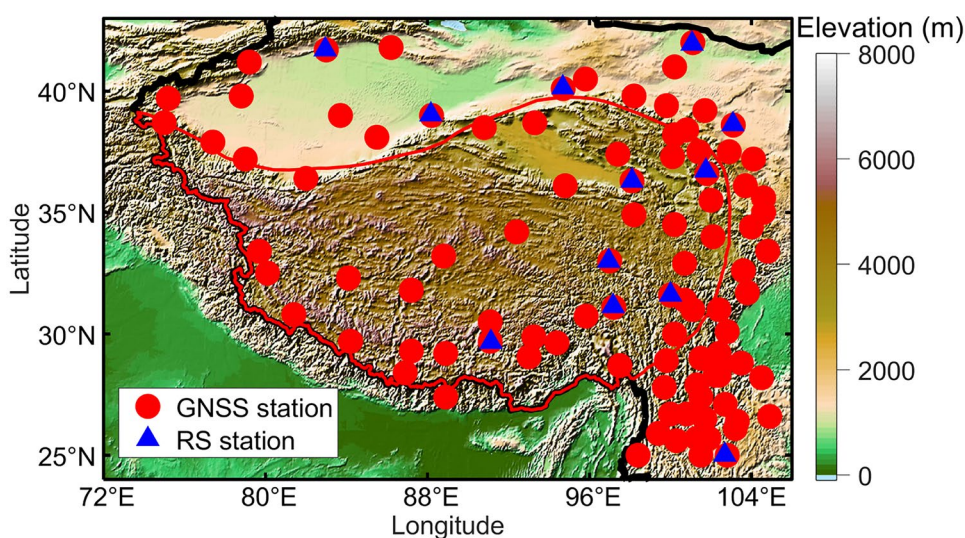 Elevation (m)
8000
6000
4000
2000
0
Latitude
40°N
35°N
30°N
25°N
GNSS station
RS station
72°E
80°E
88°E
96°E
104°E
Longitude